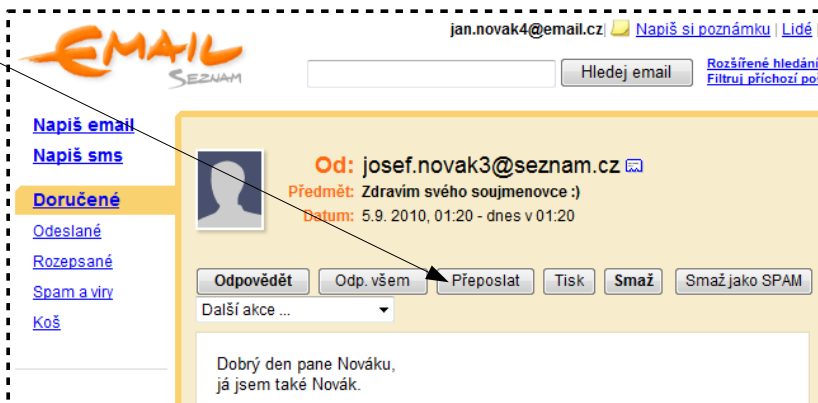 EMAIL
SEZNAM
jan.novak4@email.cz| Napiš si poznámku | Lidé |
Hledej email
Rozšířené hledání
Filtruj příchozí poš
Napiš email
Napiš sms
Doručené
Odeslané
Rozepsané
Spam a viry
Koš
Od: josef.novak3@seznam.cz
Předmět: Zdravím svého soujmenovce :)
Datum: 5.9. 2010, 01:20 - dnes v 01:20
Odpovědět Odp. všem Přeposlat Tisk Smaž Smaž jako SPAM
Další akce ...
Dobrý den pane Nováku,
já jsem také Novák.